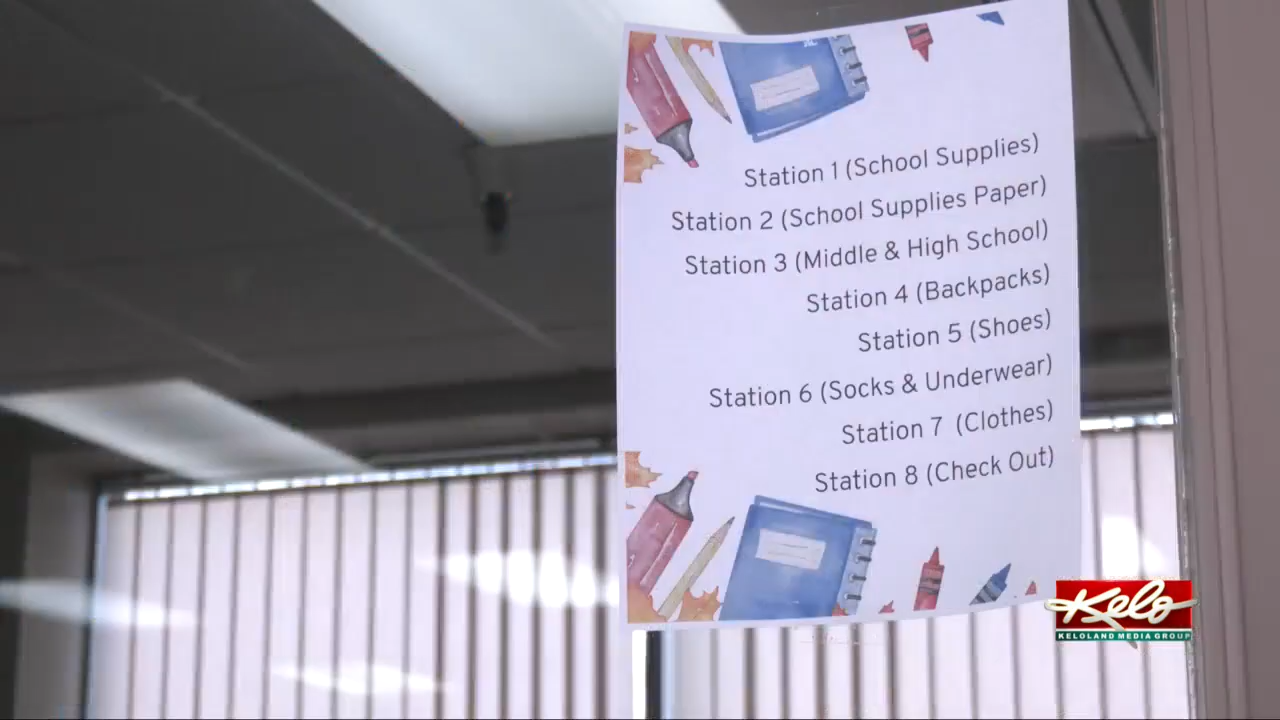 Station 1 (School Supplies)
Station 2 (School Supplies Paper)
Station 3 (Middle & High School)
Station 4 (Backpacks)
Station 5 (Shoes)
Station 6 (Socks & Underwear)
Station 7 (Clothes)
Station 8 (Check Out)
Kelo
KELOLAND MEDIA GROUP